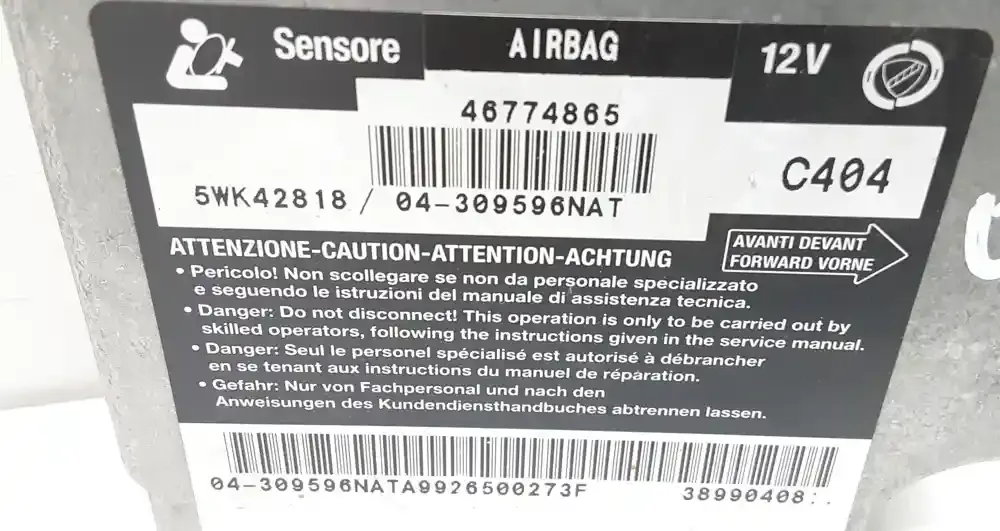 Sensore AIRBAG 12V
46774865
C404
5WK42818 / 04-309596NAT
ATTENZIONE-CAUTION-ATTENTION-ACHTUNG
AVANTI DEVANT
FORWARD VORNE
• Pericolo! Non scollegare se non da personale specializzato
e seguendo le istruzioni del manuale di assistenza tecnica.
• Danger: Do not disconnect! This operation is only to be carried out by
skilled operators, following the instructions given in the service manual.
• Danger: Seul le personel spécialisé est autorisé à débrancher
en se tenant aux instructions du manuel de réparation.
• Gefahr: Nur von Fachpersonal und nach den
Anweisungen des Kundendiensthandbuches abtrennen lassen.
04-309596NATA9926500273F 38990408:.